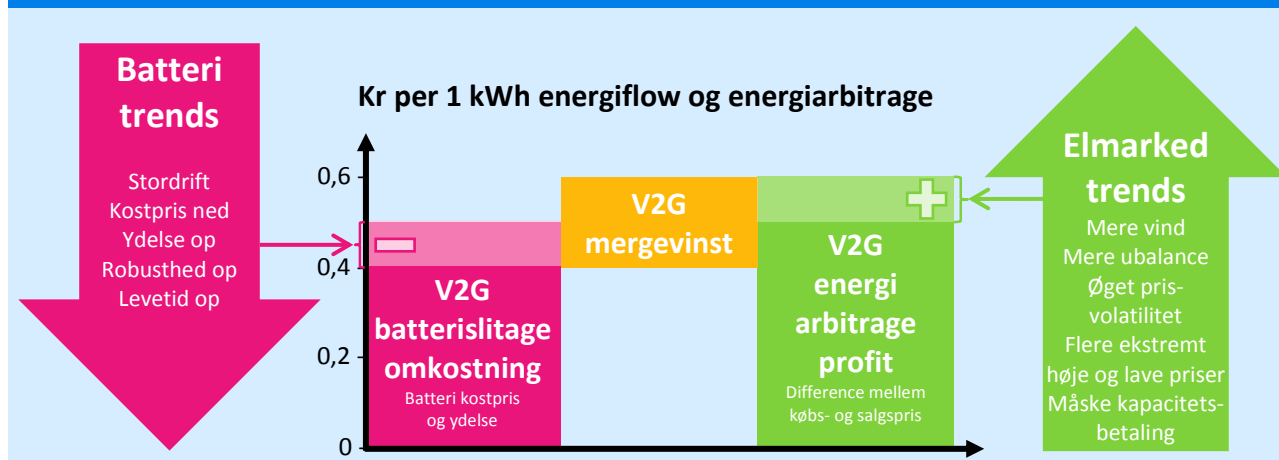 Batteri
trends
Stordrift
Kostpris ned
Ydelse op
Robusthed op
Levetid op
Kr per 1 kWh energiflow og energiarbitrage
0,6
0,4
0,2
0
V2G
batterislitage
omkostning
Batteri kostpris
og ydelse
V2G
mergevinst
V2G
energi
arbitrage
profit
Difference mellem
købs- og salgspris
Elmarked
trends
Mere vind
Mere ubalance
Øget pris-
volatilitet
Flere ekstremt
høje og lave priser
Måske kapacitets-
betaling